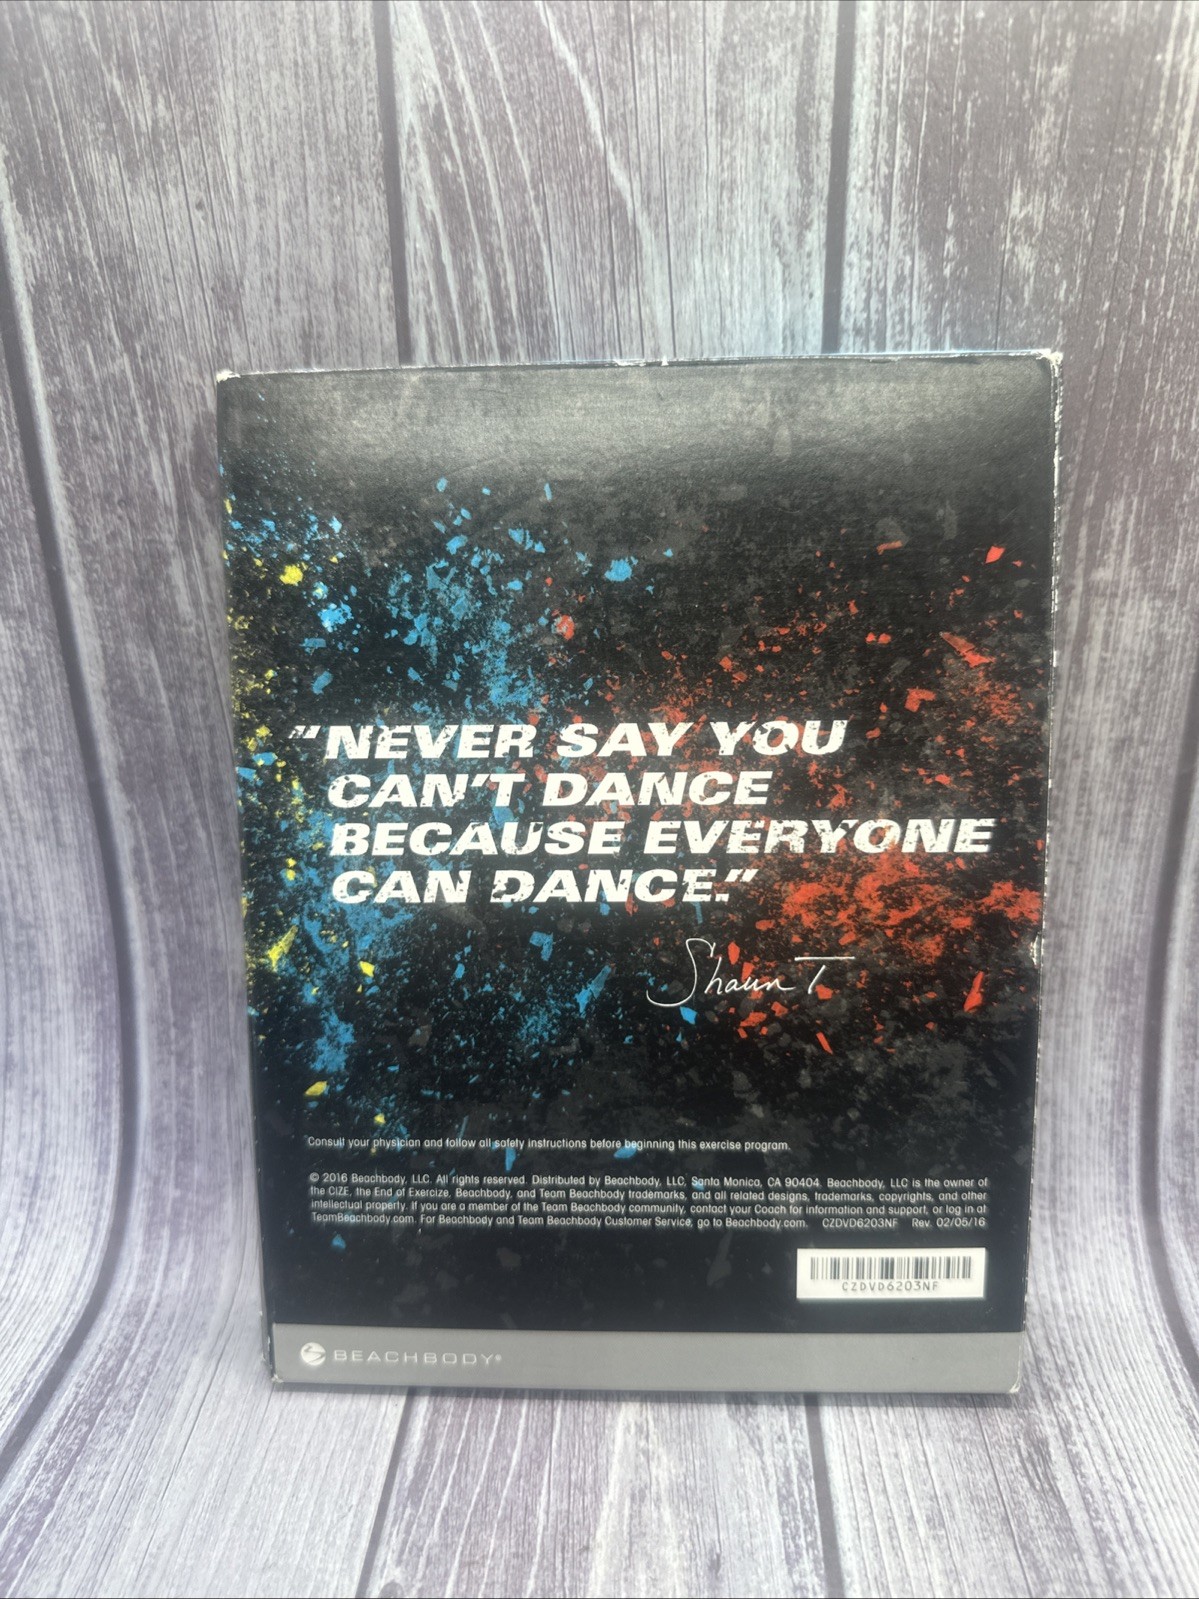 "NEVER SAY YOU
CAN'T DANCE
BECAUSE EVERYONE
CAN DANCE."
Shaun T
Consult your physician and follow all safety instructions before beginning this exercise program.
© 2016 Beachbody, LLC. All rights reserved. Distributed by Beachbody, LLC, Santa Monica, CA 90404. Beachbody, LLC is the owner of
the CIZE, the End of Exercize, Beachbody, and Team Beachbody trademarks, and all related designs, trademarks, copyrights, and other
intellectual property. If you are a member of the Team Beachbody community, contact your Coach for information and support, or log in at
TeamBeachbody.com. For Beachbody and Team Beachbody Customer Service, go to Beachbody.com. CZDVD6203NF Rev. 02/05/16
CZDVD6203NF
BEACHBODY®